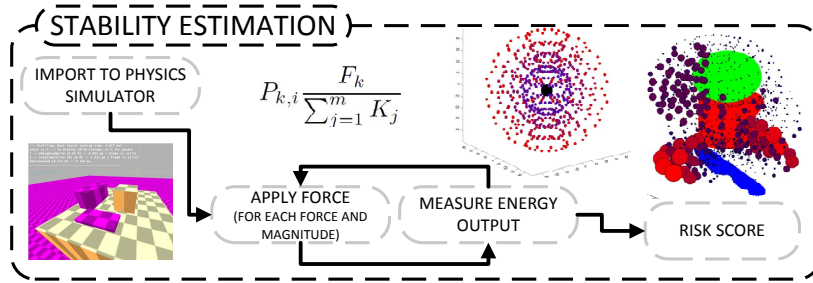 STABILITY ESTIMATION
IMPORT TO PHYSICS
SIMULATOR
P_{k,i} \frac{F_k}{\sum_{j=1}^{m} K_j}
APPLY FORCE
(FOR EACH FORCE AND
MAGNITUDE)
MEASURE ENERGY
OUTPUT
RISK SCORE